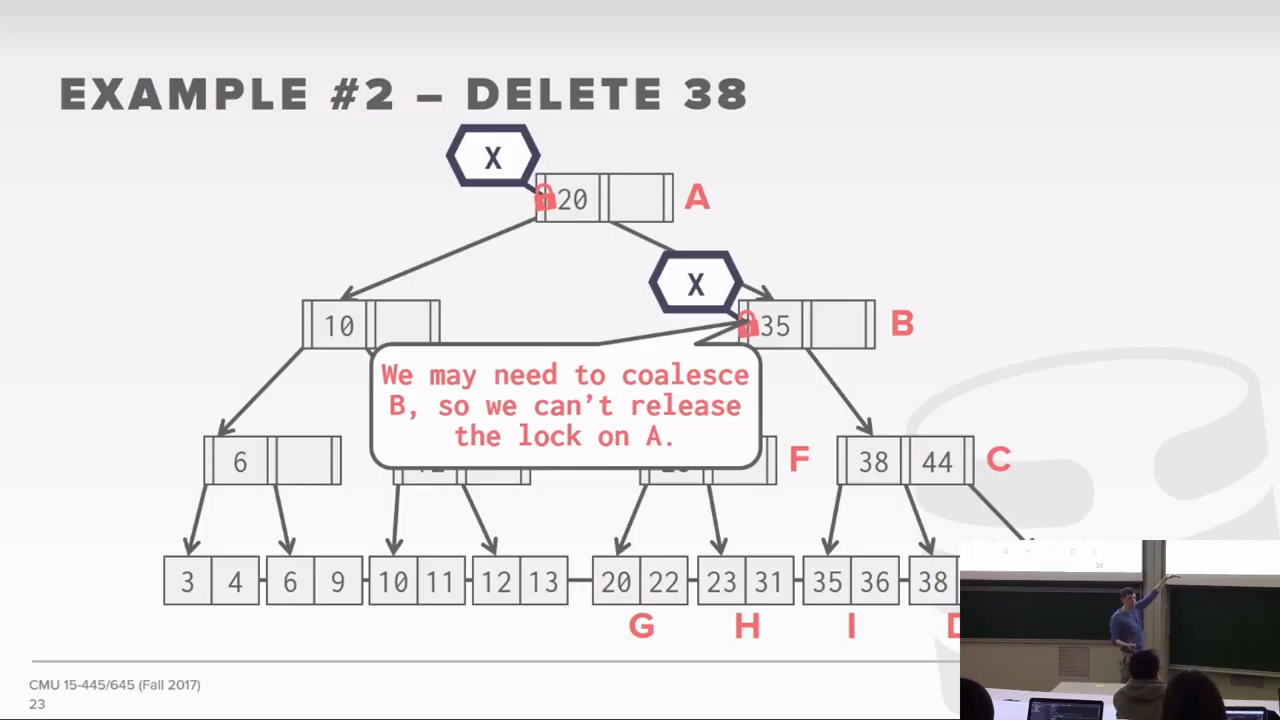 EXAMPLE #2 – DELETE 38
X
20
A
X
10
35
B
We may need to coalesce
B, so we can’t release
the lock on A.
6
F
38 44
C
3 4
6 9
10 11
12 13
20 22
23 31
35 36
38
G
H
I
CMU 15-445/645 (Fall 2017)
23